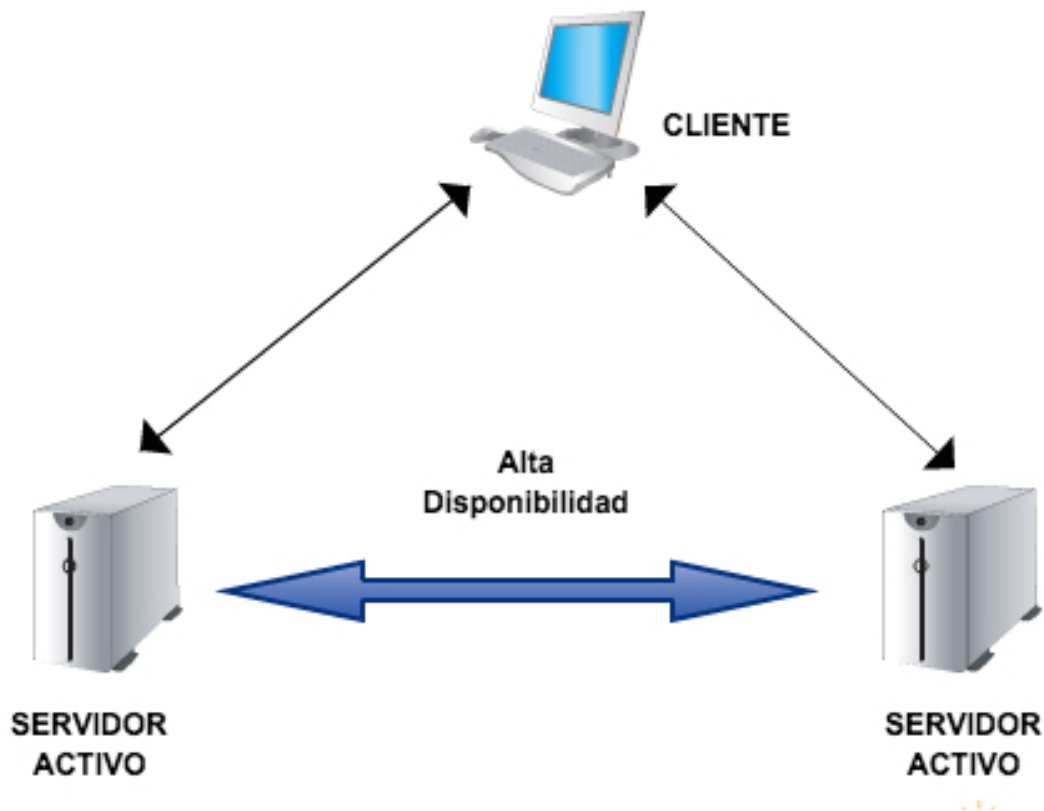 CLIENTE
Alta
Disponibilidad
SERVIDOR
ACTIVO
SERVIDOR
ACTIVO